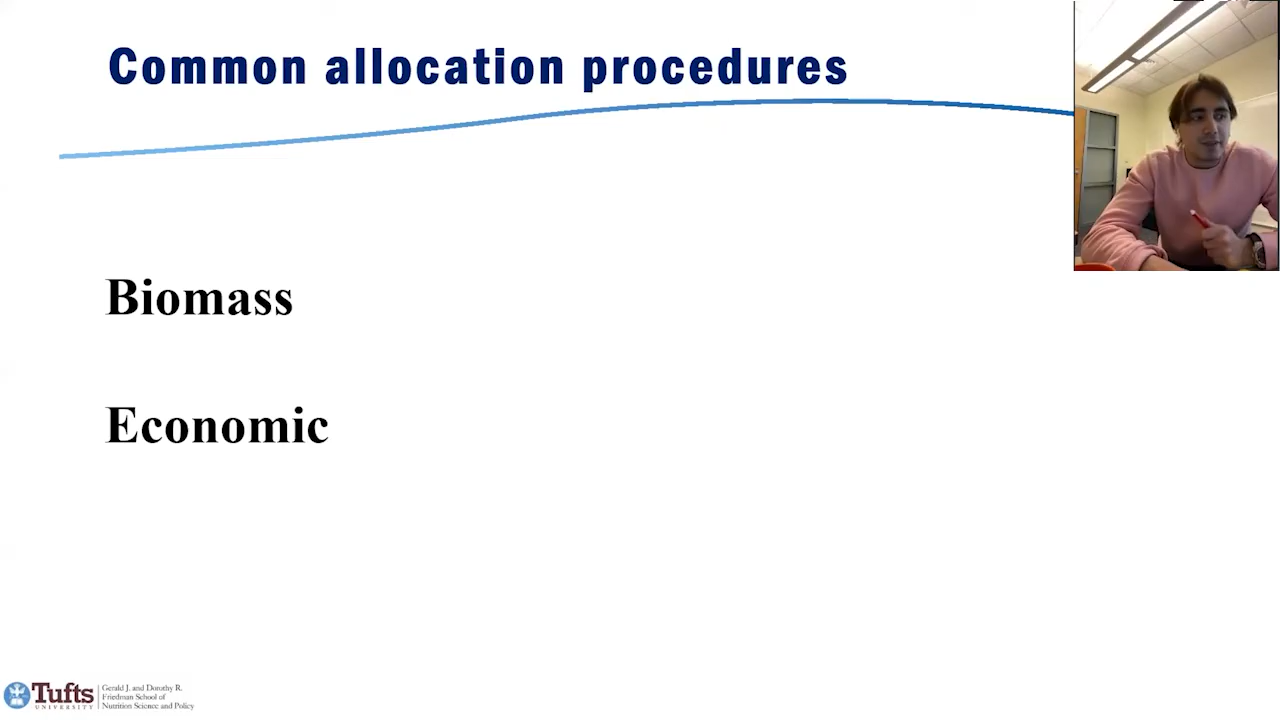 Common allocation procedures
Biomass
Economic
Tufts
UNIVERSITY
Gerald J. and Dorothy R.
Friedman School of
Nutrition Science and Policy